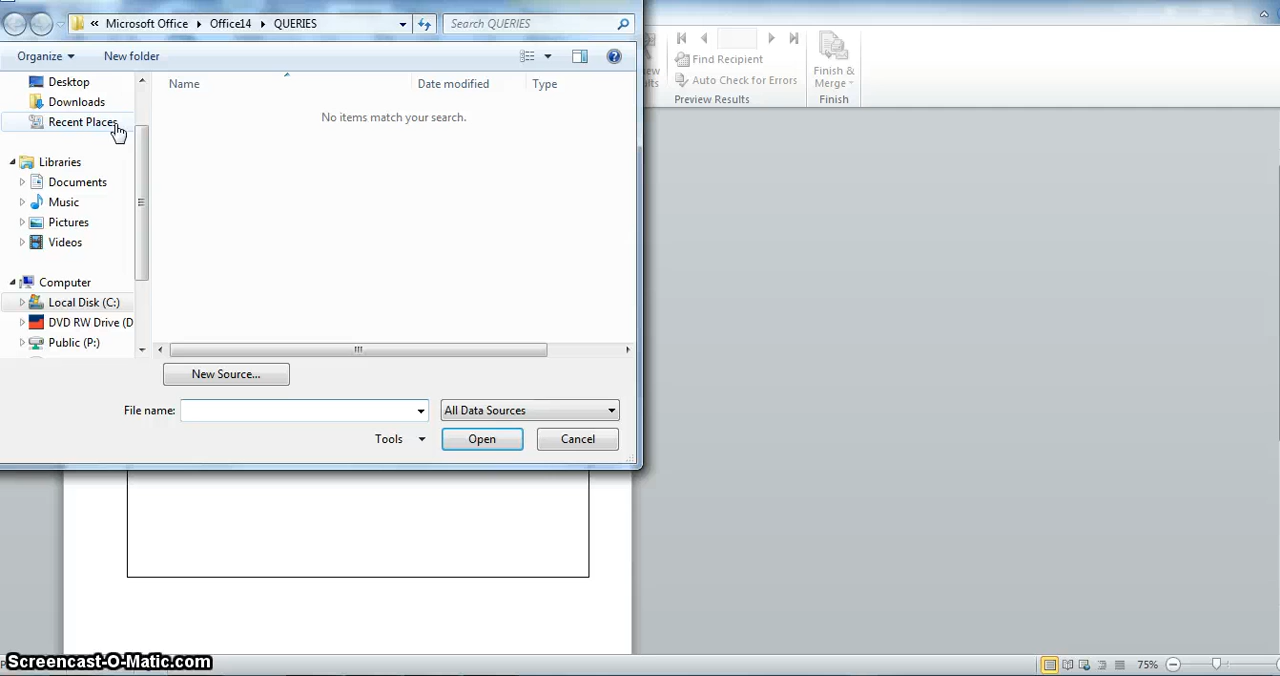 « Microsoft Office Office14 QUERIES Search QUERIES
Organize New folder
Find Recipient
Auto Check for Errors
Preview Results
Finish &
Merge
Finish
Desktop
Downloads
Recent Places
Libraries
Documents
Music
Pictures
Videos
Computer
Local Disk (C:)
DVD RW Drive (D
Public (P:)
Name Date modified Type
No items match your search.
New Source...
File name: All Data Sources
Tools Open Cancel
Screencast-O-Matic.com 75%